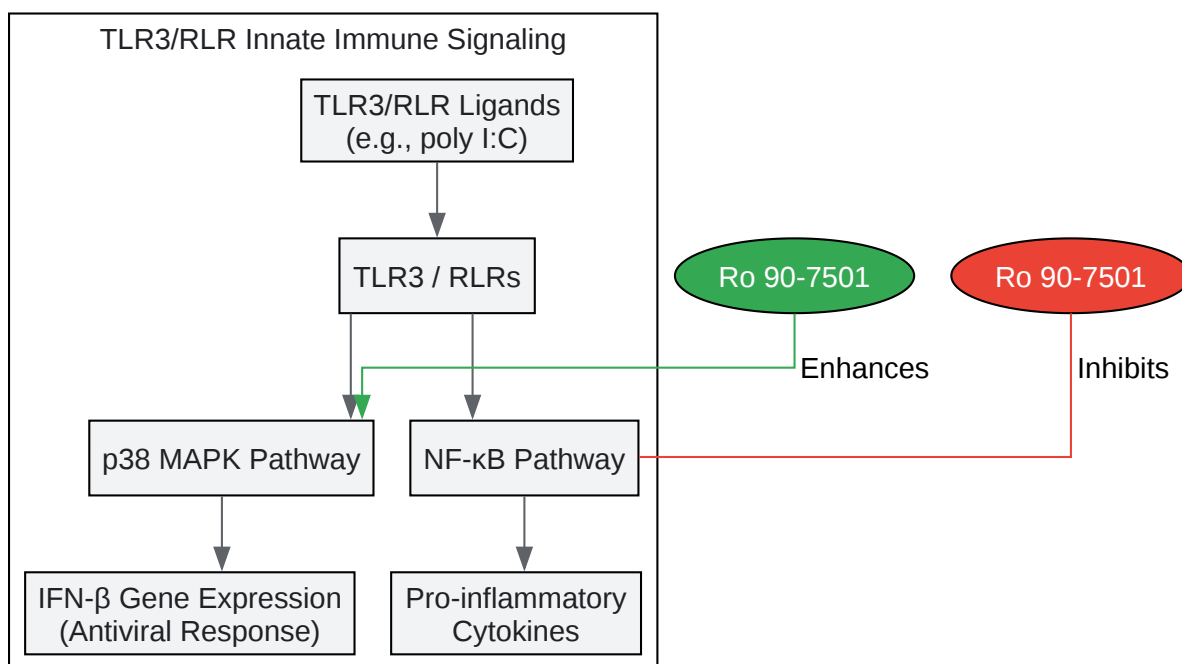 TLR3/RLR Innate Immune Signaling
TLR3/RLR Ligands
(e.g., poly I:C)
TLR3 / RLRs
Ro 90-7501
Ro 90-7501
Enhances
Inhibits
p38 MAPK Pathway
NF-κB Pathway
IFN-β Gene Expression
(Antiviral Response)
Pro-inflammatory
Cytokines